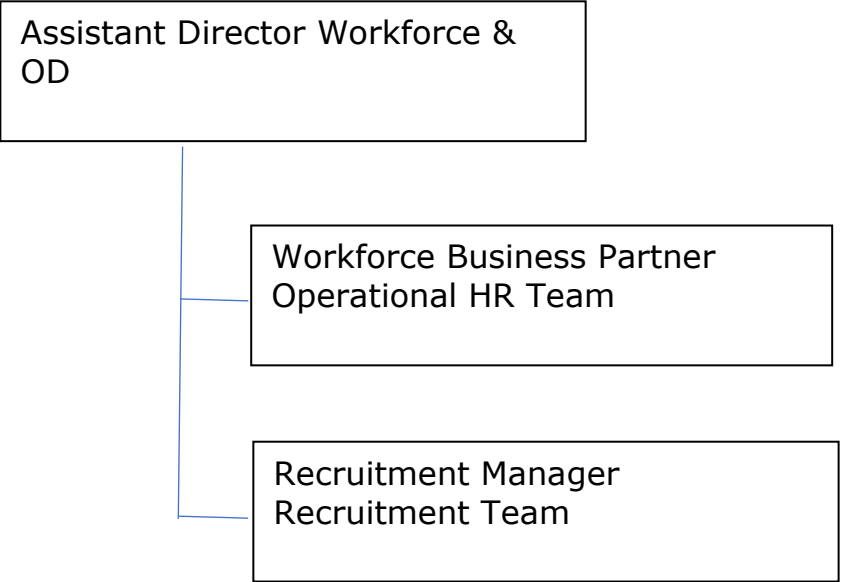 Assistant Director Workforce &
OD
Workforce Business Partner
Operational HR Team
Recruitment Manager
Recruitment Team